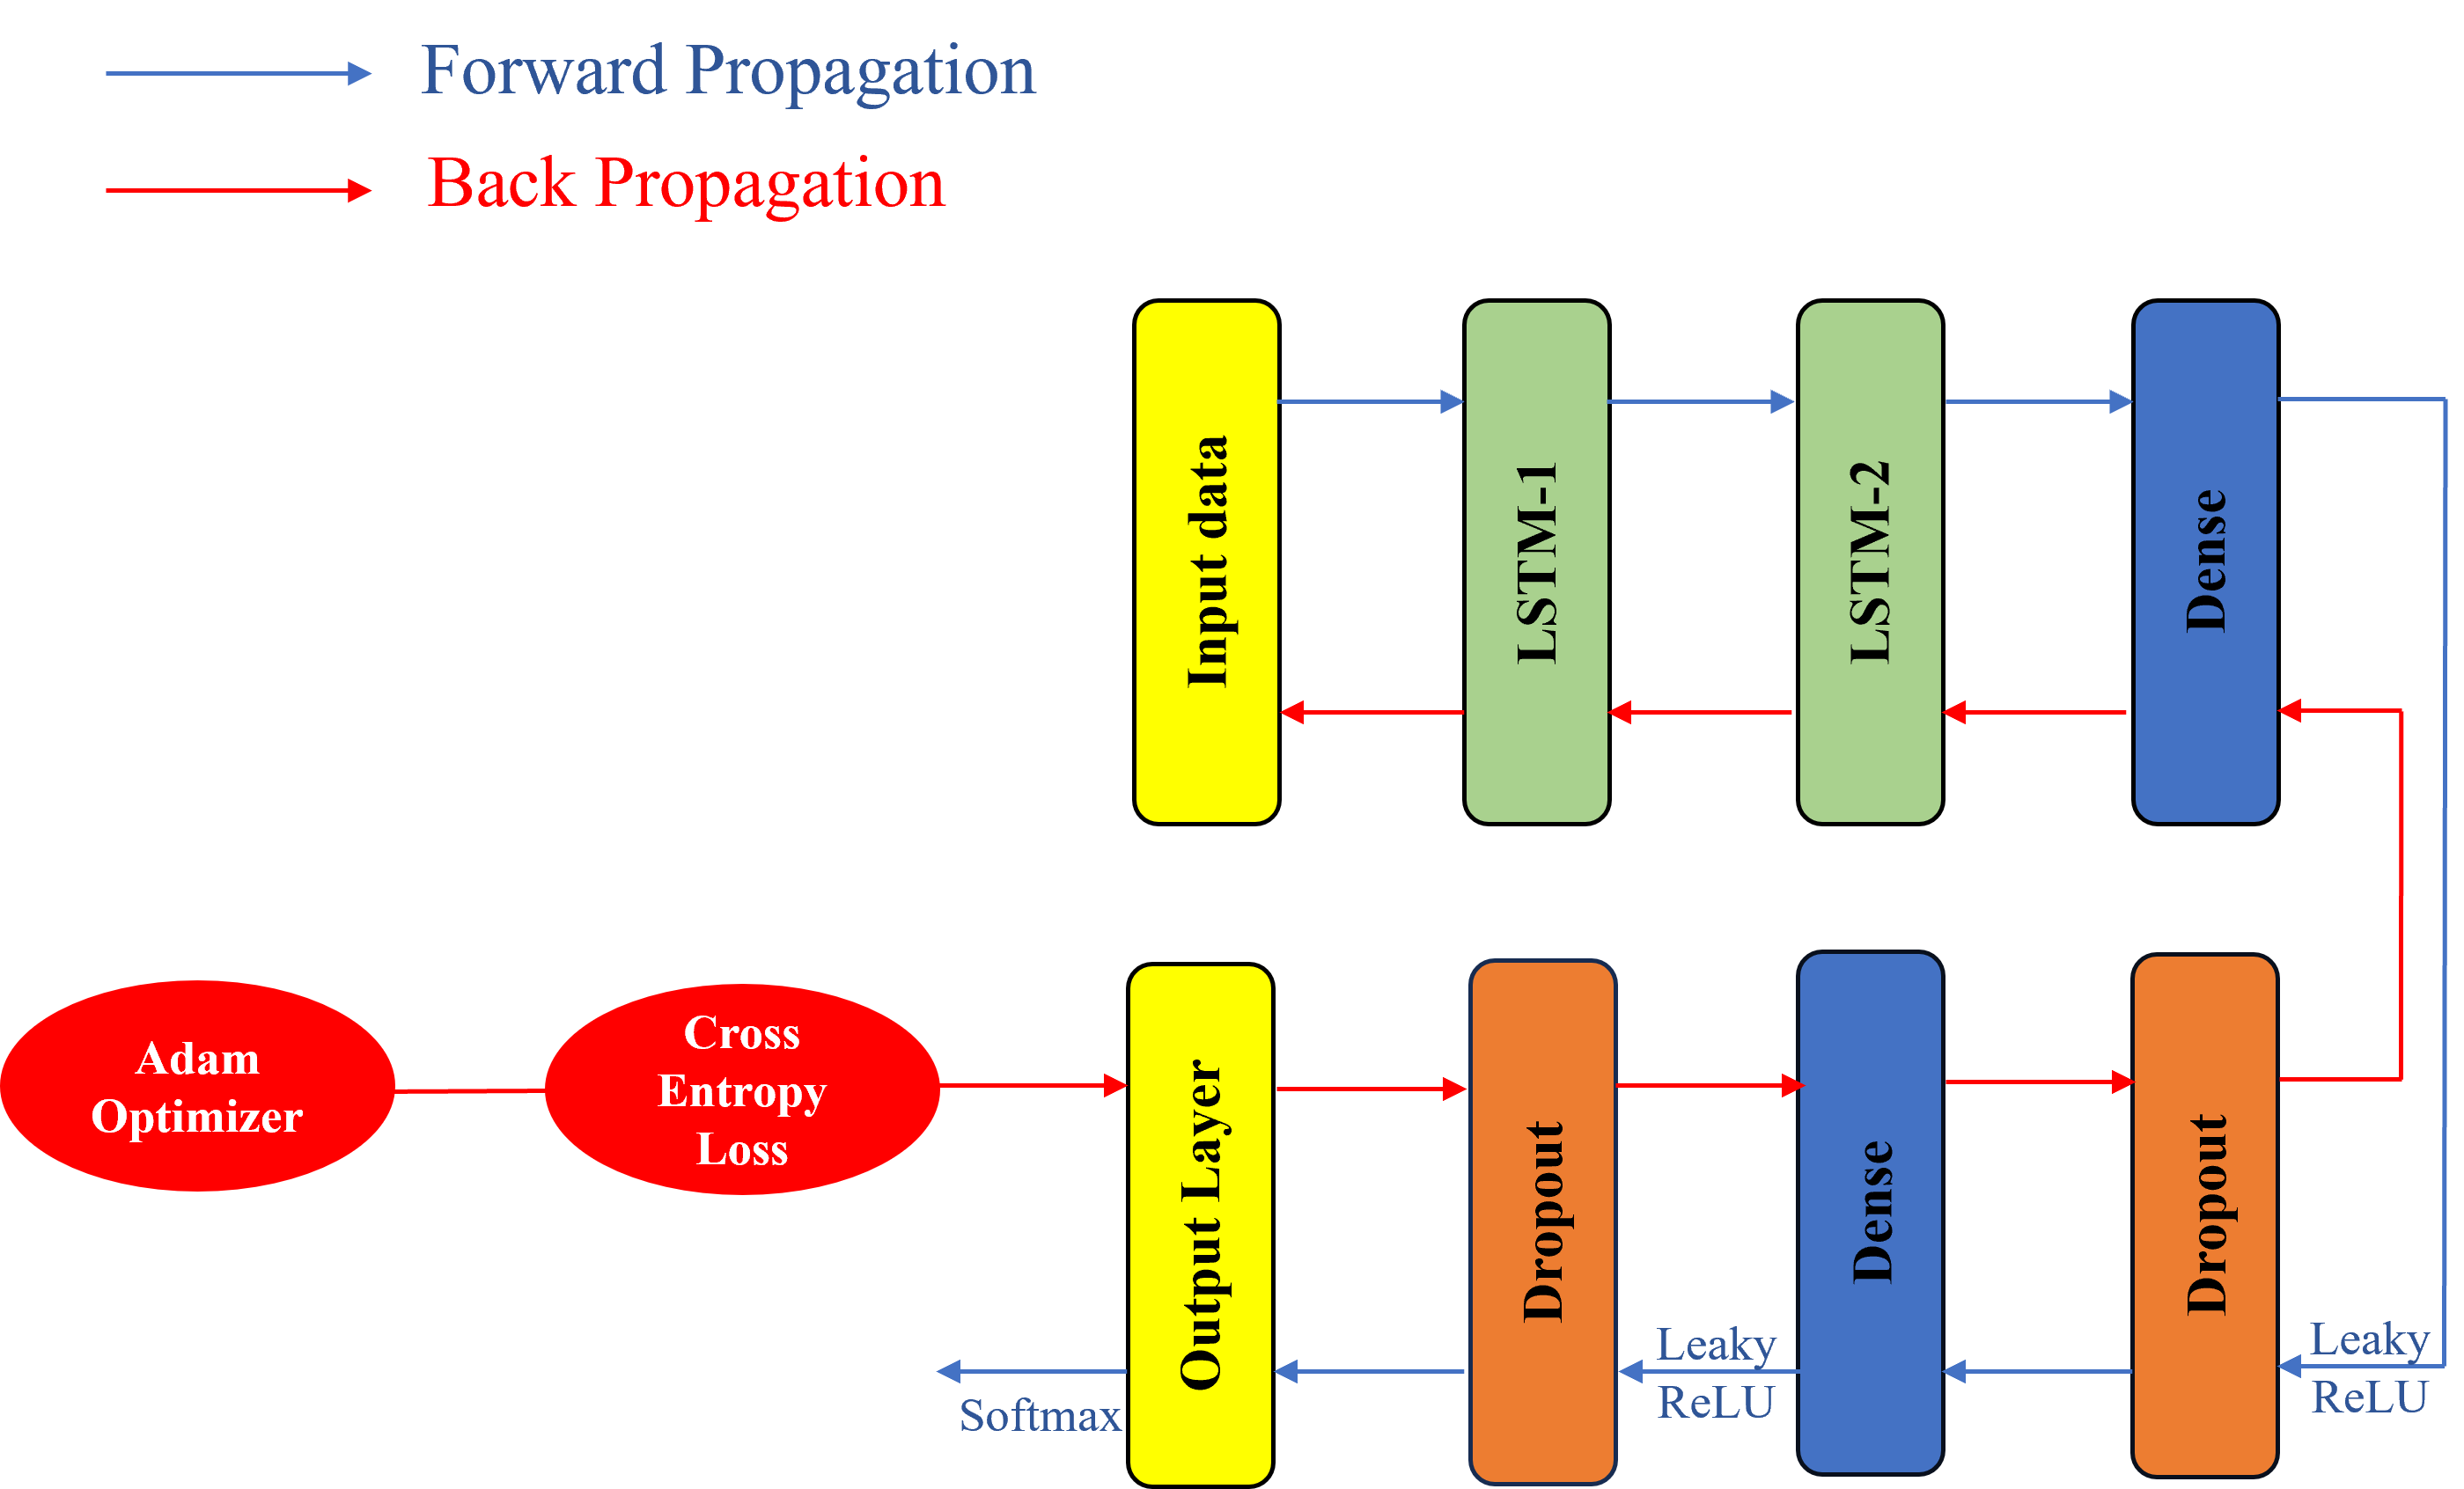 Forward Propagation
Back Propagation
Input data
LSTM-1
LSTM-2
Dense
Adam
Optimizer
Cross
Entropy
Loss
Output Layer
Dropout
Dense
Dropout
Softmax
Leaky
ReLU
Leaky
ReLU